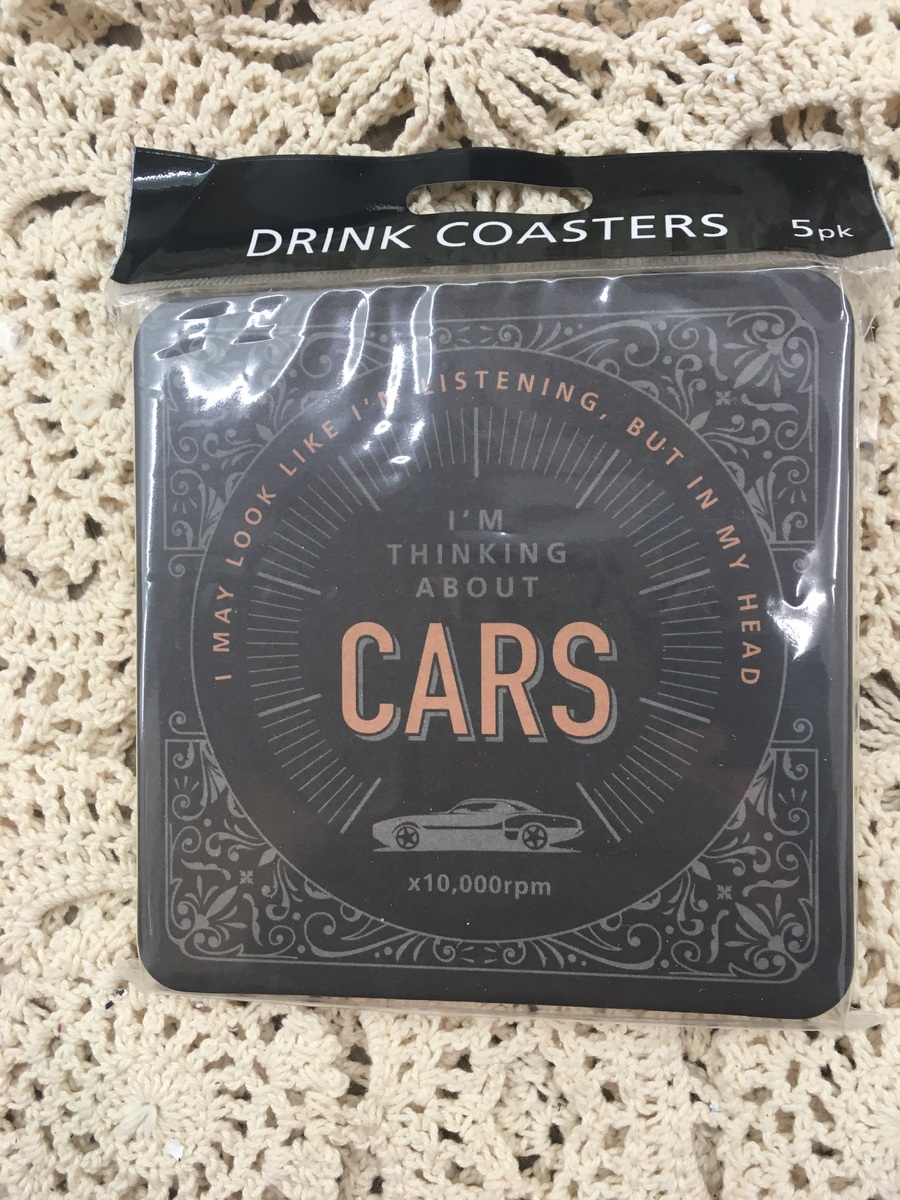 DRINK COASTERS 5pk
I MAY LOOK LIKE I'M LISTENING, BUT IN MY HEAD
I'M
THINKING
ABOUT
CARS
x10,000rpm